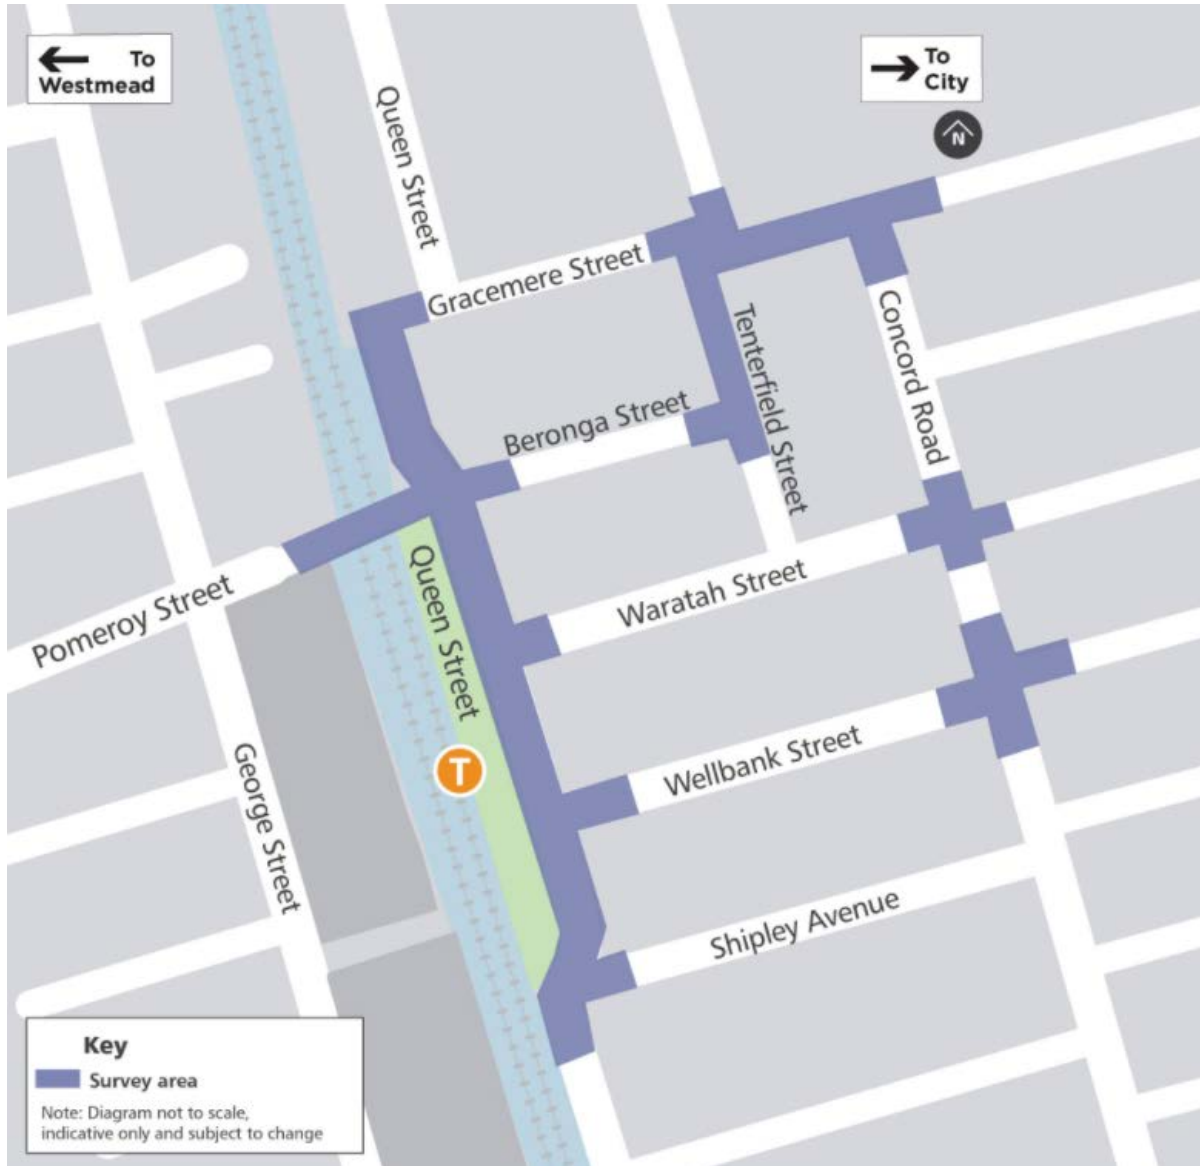 To
Westmead
To
City
N
Queen Street
Gracemere Street
Tenterfield Street
Concord Road
Beronga Street
Queen Street
Waratah Street
Pomeroy Street
Wellbank Street
George Street
T
Shipley Avenue
Key
Survey area
Note: Diagram not to scale,
indicative only and subject to change